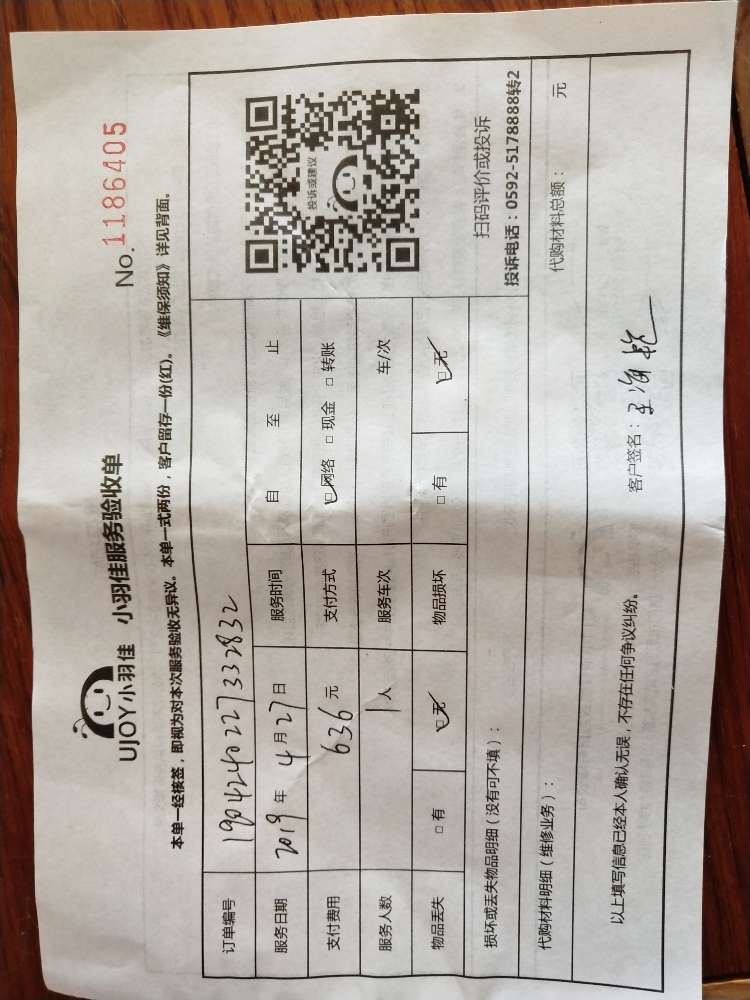 UJOY小羽佳 小羽佳服务验收单
No. 1186405
本单一经核签，即视为对本次服务验收无异议。本单一式两份，客户留存一份(红)。《维保须知》详见背面。
订单编号 1904240227332832
服务日期 2019 年 4 月 27 日 服务时间 自 至 止
支付费用 636 元 支付方式 ☑ 网络 □ 现金 □ 转账
服务人数 1 人 服务车次 车/次
物品丢失 □ 有 ☑ 无 物品损坏 □ 有 ☑ 无
投诉或建议
扫码评价或投诉
投诉电话：0592-5178888转2
损坏或丢失物品明细（没有可不填）：
代购材料明细（维修业务）： 代购材料总额： 元
以上填写信息已经本人确认无误，不存在任何争议纠纷。 客户签名：